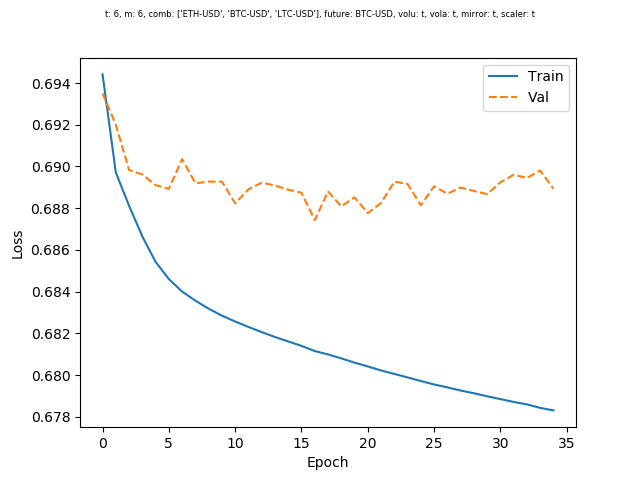 t: 6, m: 6, comb: ['ETH-USD', 'BTC-USD', 'LTC-USD'], future: BTC-USD, volu: t, vola: t, mirror: t, scaler: t
Train
Val
0.694
0.692
0.690
0.688
0.686
0.684
0.682
0.680
0.678
Loss
0 5 10 15 20 25 30 35
Epoch